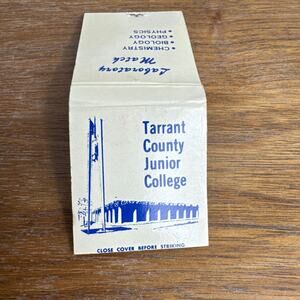 Laboratory
Match
• CHEMISTRY
• BIOLOGY
• GEOLOGY
• PHYSICS
Tarrant
County
Junior
College
CLOSE COVER BEFORE STRIKING